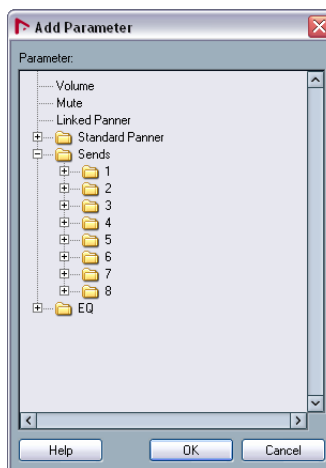 Add Parameter
Parameter:
Volume
Mute
Linked Panner
Standard Panner
Sends
1
2
3
4
5
6
7
8
EQ
Help OK Cancel